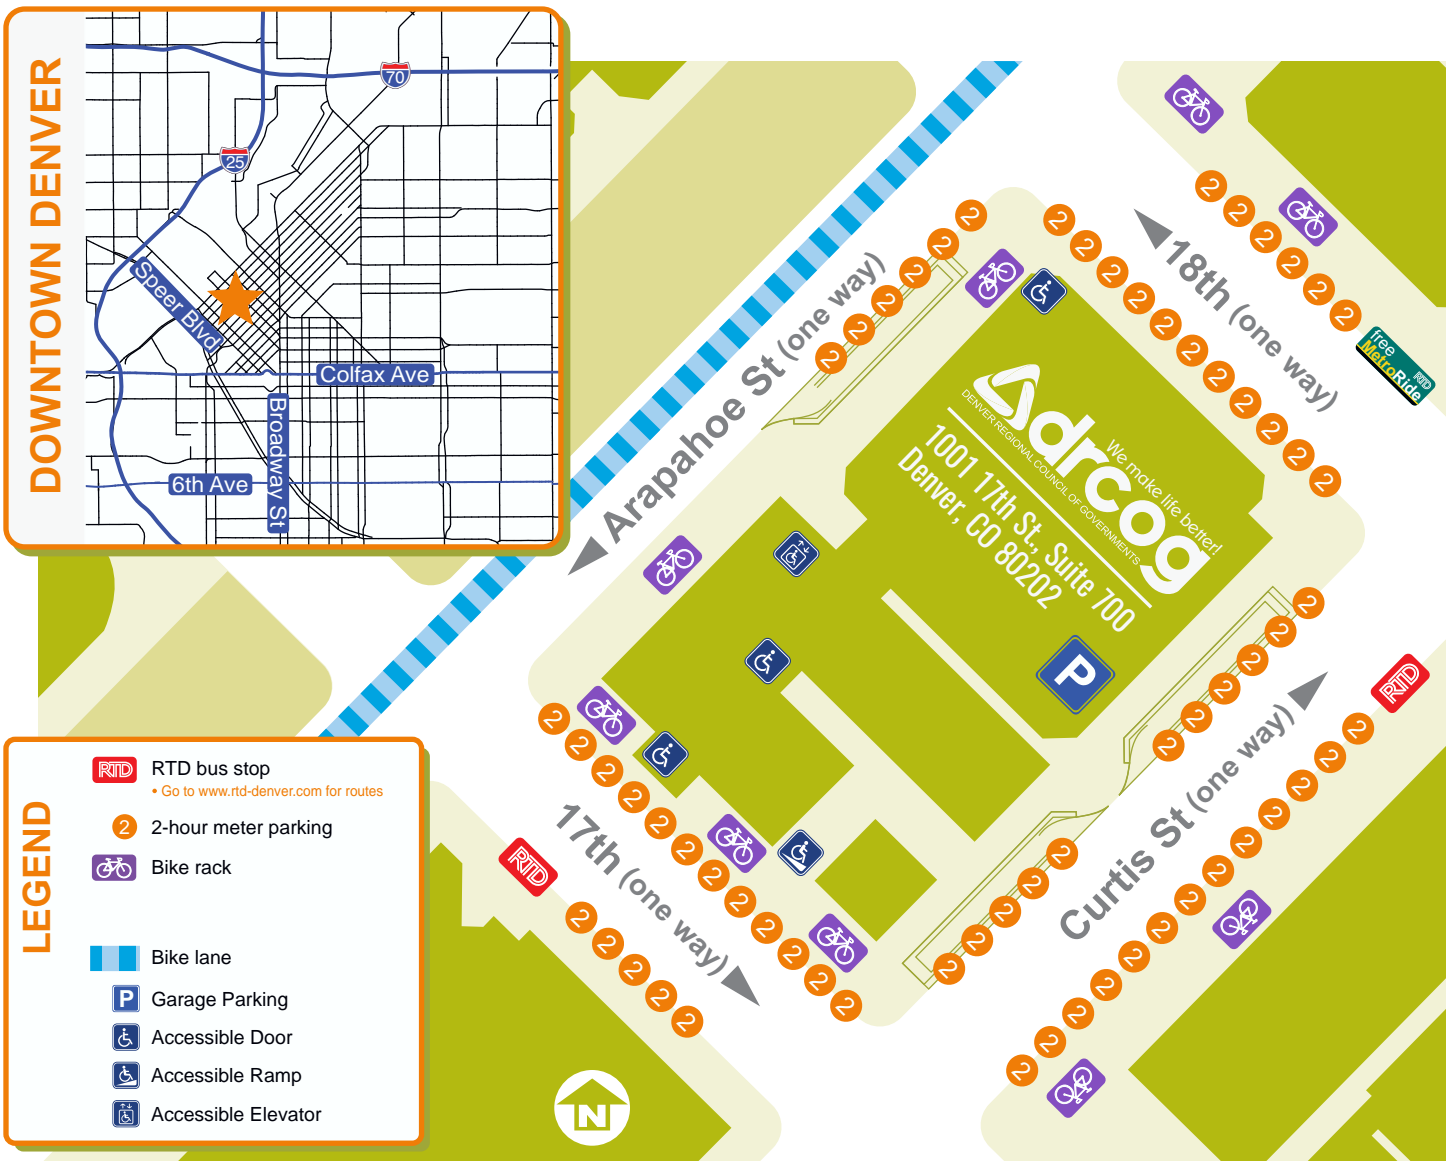 DOWNTOWN DENVER
70
25
Speer Blvd
Colfax Ave
Broadway St
6th Ave
Arapahoe St (one way)
18th (one way)
free
MetroRide
RTD
drcog
We make life better!
DENVER REGIONAL COUNCIL OF GOVERNMENTS
1001 17th St., Suite 700
Denver, CO 80202
P
RTD
Curtis St (one way)
17th (one way)
RTD
N
LEGEND
RTD RTD bus stop
• Go to www.rtd-denver.com for routes
2 2-hour meter parking
Bike rack
Bike lane
P Garage Parking
Accessible Door
Accessible Ramp
Accessible Elevator